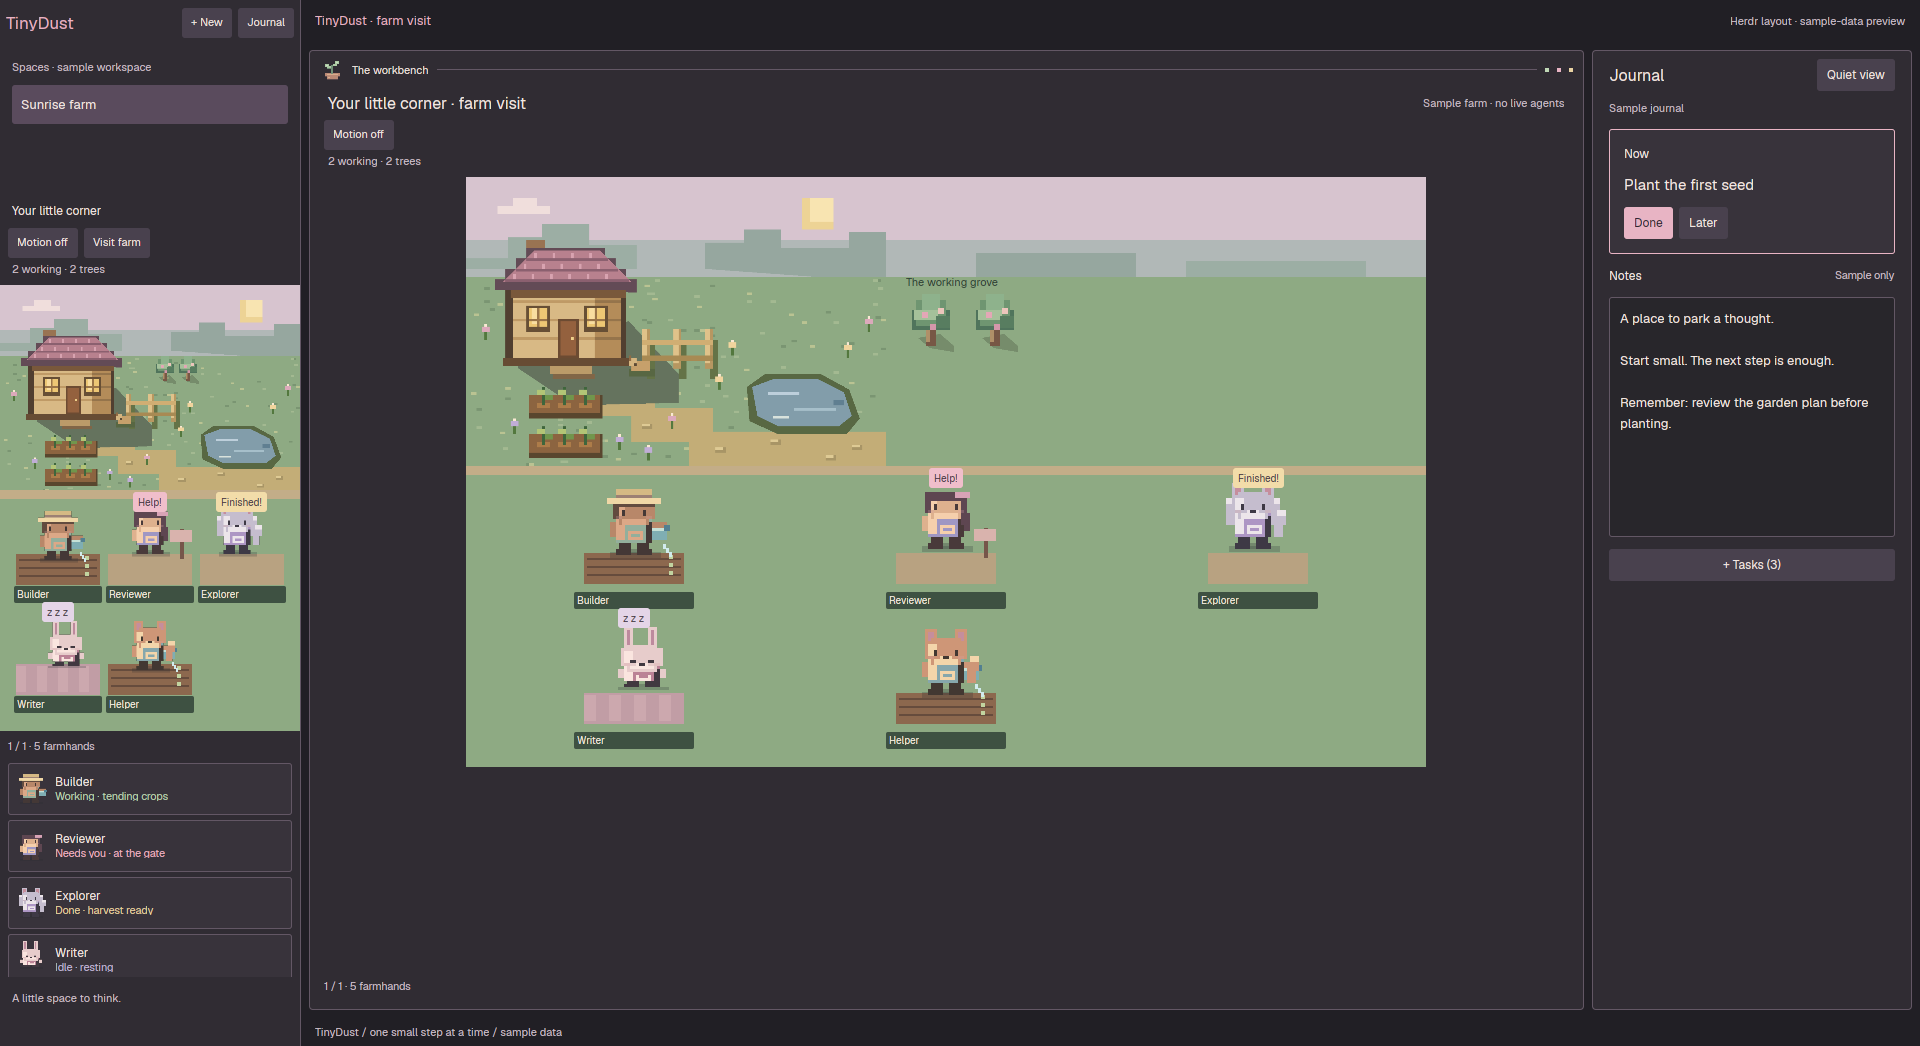 TinyDust
+ New
Journal
Spaces · sample workspace
Sunrise farm
Your little corner
Motion off
Visit farm
2 working · 2 trees
Help!
Finished!
Builder
Reviewer
Explorer
z z z
Writer
Helper
1 / 1 · 5 farmhands
Builder
Working · tending crops
Reviewer
Needs you · at the gate
Explorer
Done · harvest ready
Writer
Idle · resting
A little space to think.
TinyDust · farm visit
Herdr layout · sample-data preview
The workbench
Your little corner · farm visit
Sample farm · no live agents
Motion off
2 working · 2 trees
The working grove
Help!
Finished!
Builder
Reviewer
Explorer
z z z
Writer
Helper
1 / 1 · 5 farmhands
TinyDust / one small step at a time / sample data
Journal
Quiet view
Sample journal
Now
Plant the first seed
Done
Later
Notes
Sample only
A place to park a thought.
Start small. The next step is enough.
Remember: review the garden plan before
planting.
+ Tasks (3)